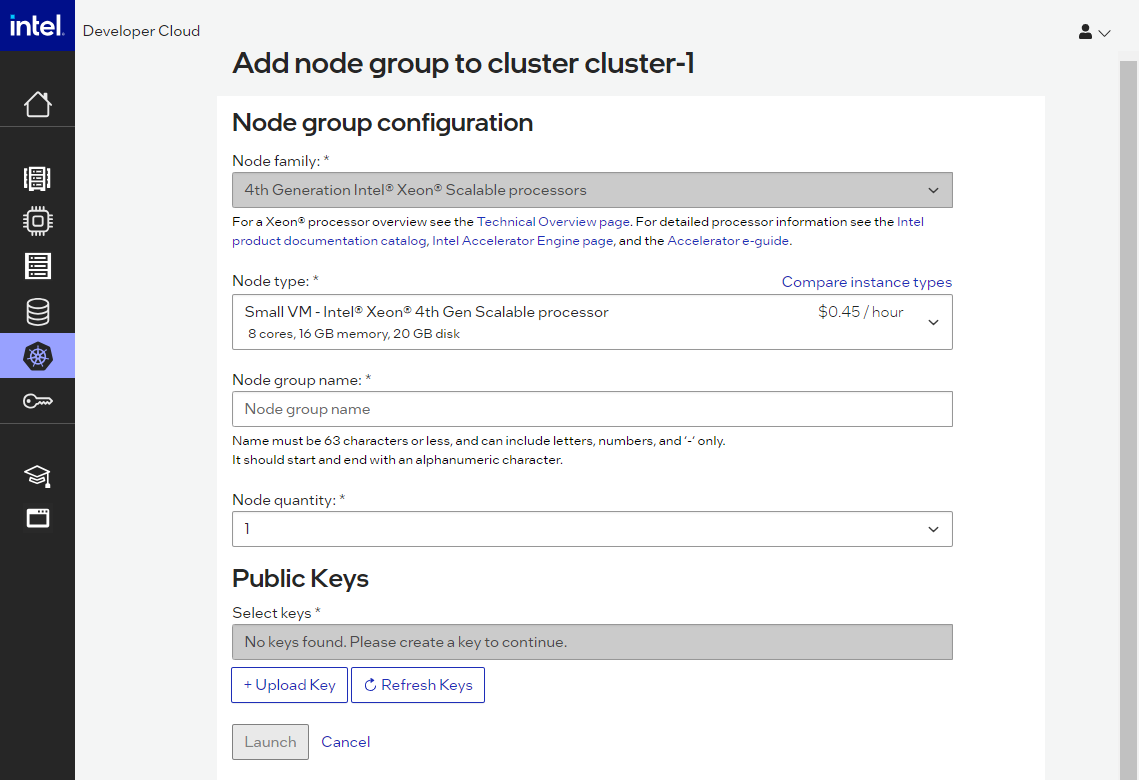 intel.
Developer Cloud
Add node group to cluster cluster-1
Node group configuration
Node family: *
4th Generation Intel® Xeon® Scalable processors
For a Xeon® processor overview see the Technical Overview page. For detailed processor information see the Intel
product documentation catalog, Intel Accelerator Engine page, and the Accelerator e-guide.
Node type: *
Compare instance types
Small VM - Intel® Xeon® 4th Gen Scalable processor
$0.45 / hour
8 cores, 16 GB memory, 20 GB disk
Node group name: *
Node group name
Name must be 63 characters or less, and can include letters, numbers, and ‘-‘ only.
It should start and end with an alphanumeric character.
Node quantity: *
1
Public Keys
Select keys *
No keys found. Please create a key to continue.
+ Upload Key
Refresh Keys
Launch
Cancel